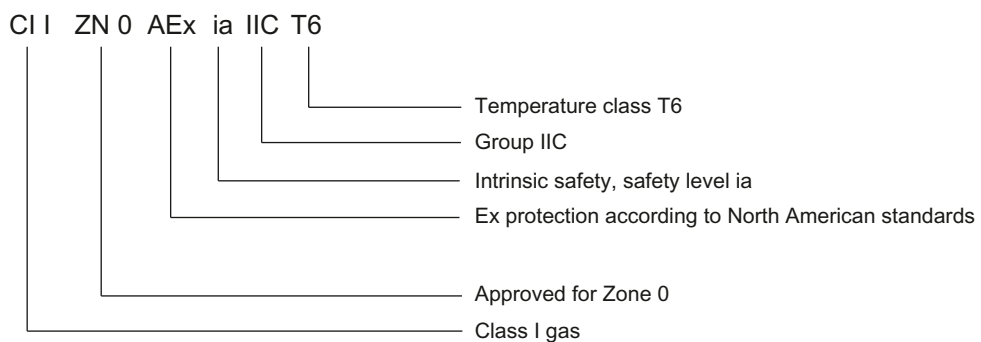 CI I ZN 0 AEx ia IIC T6
Temperature class T6
Group IIC
Intrinsic safety, safety level ia
Ex protection according to North American standards
Approved for Zone 0
Class I gas